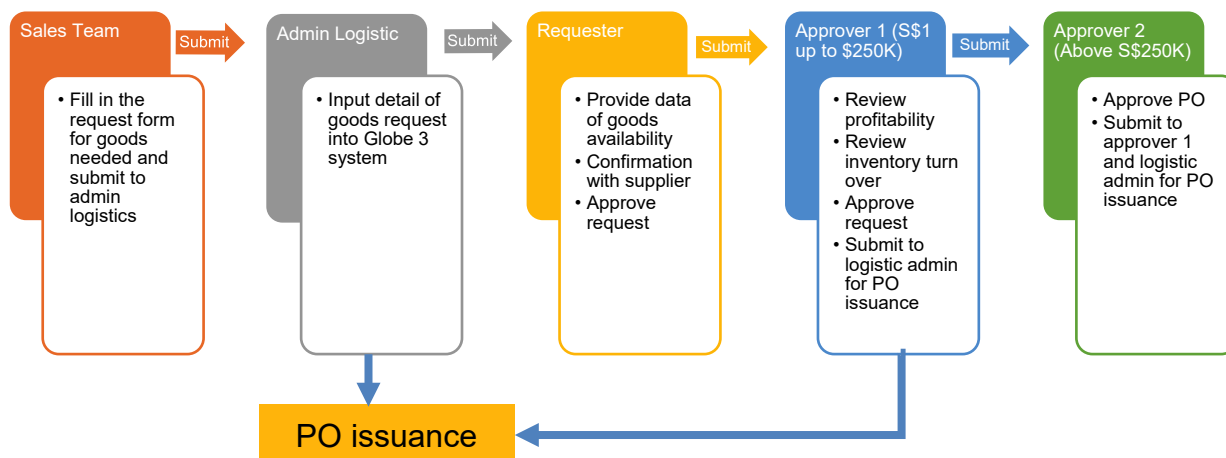 Sales Team
Submit
• Fill in the
request form
for goods
needed and
submit to
admin
logistics
Admin Logistic
Submit
• Input detail of
goods request
into Globe 3
system
Requester
Submit
• Provide data
of goods
availability
• Confirmation
with supplier
• Approve
request
Approver 1 (S$1
up to $250K)
Submit
• Review
profitability
• Review
inventory turn
over
• Approve
request
• Submit to
logistic admin
for PO
issuance
Approver 2
(Above S$250K)
• Approve PO
• Submit to
approver 1
and logistic
admin for PO
issuance
PO issuance